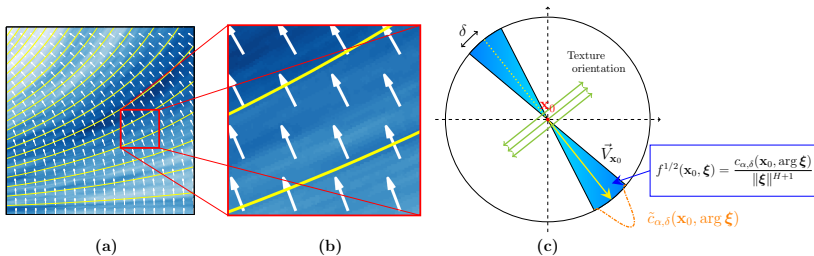 δ
Texture
orientation
x₀
V⃗_{x₀}
f^{1/2}(x₀, ξ) = c_{α,δ}(x₀, arg ξ) / ‖ξ‖^{H+1}
c̃_{α,δ}(x₀, arg ξ)
(a) (b) (c)